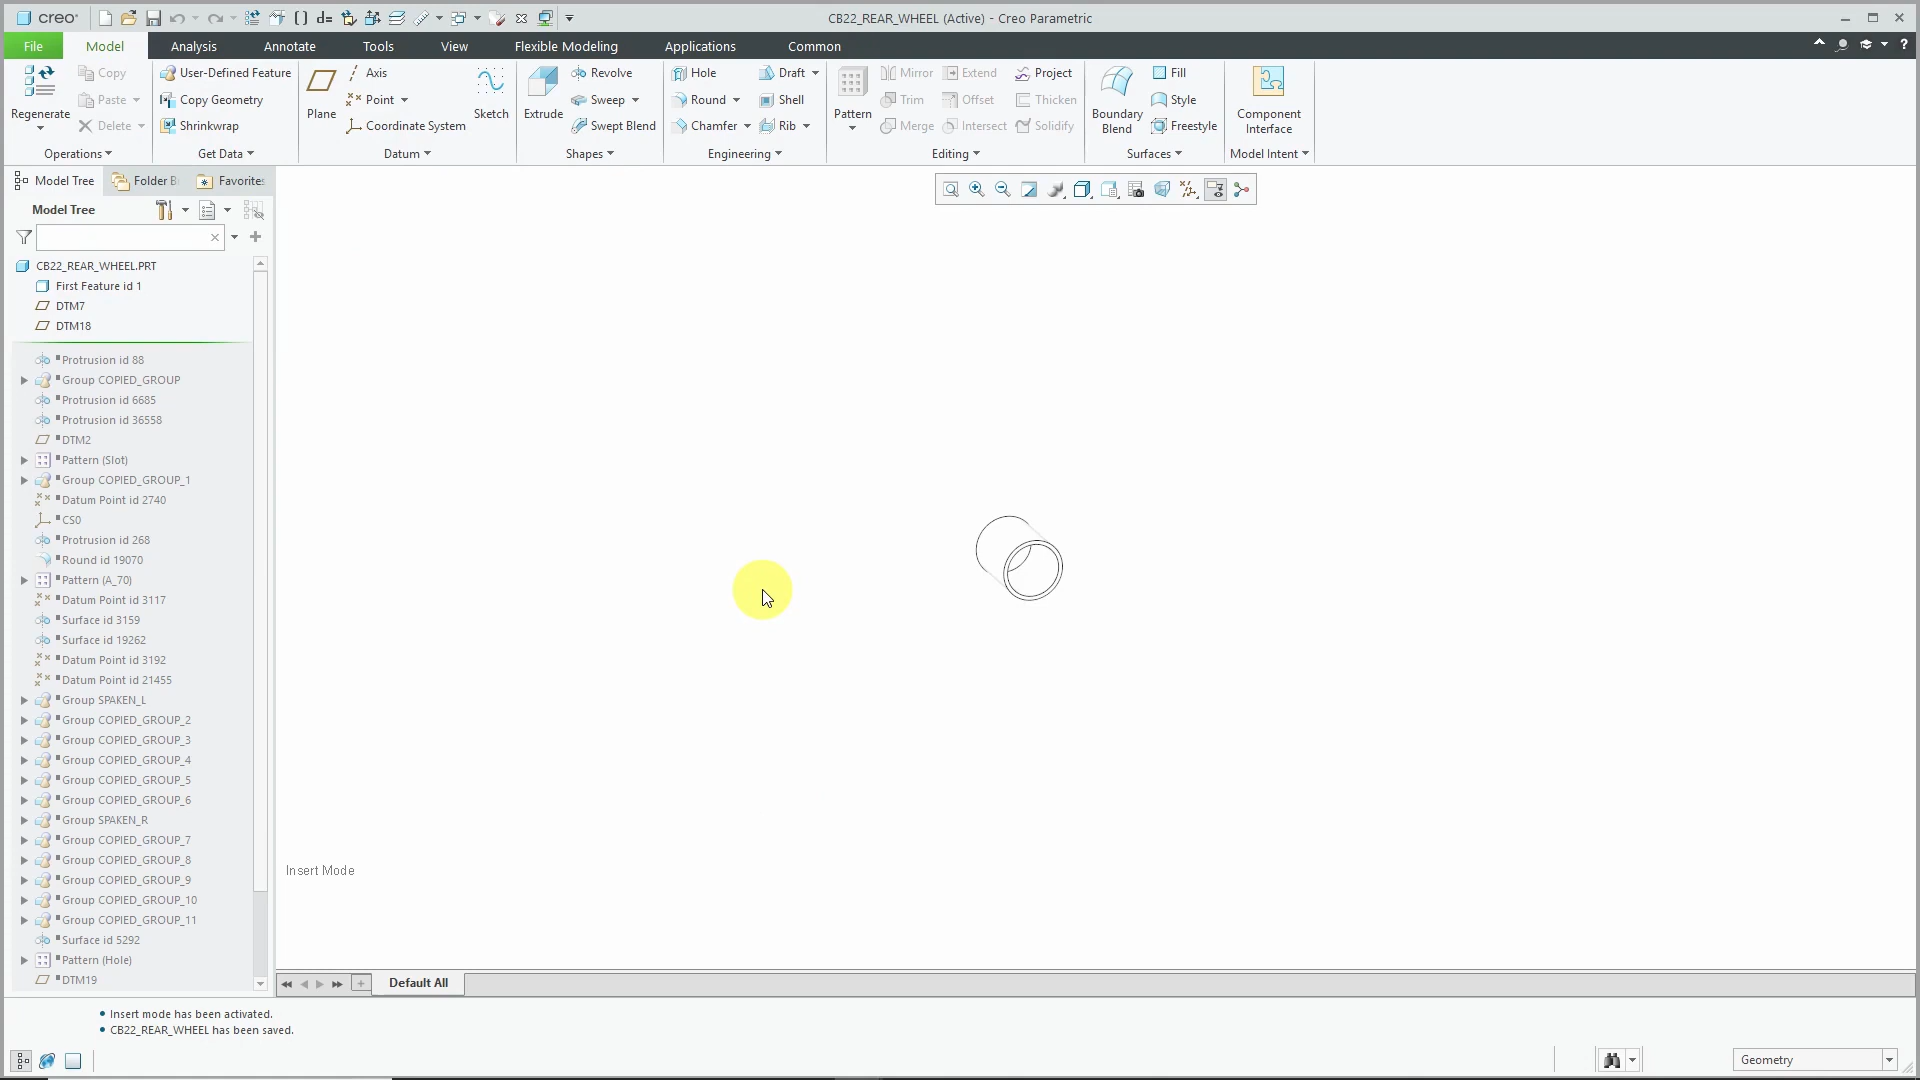 creo
d=
CB22_REAR_WHEEL (Active) - Creo Parametric
File
Model
Analysis
Annotate
Tools
View
Flexible Modeling
Applications
Common
?
Regenerate
Copy
Paste
Delete
Operations
User-Defined Feature
Copy Geometry
Shrinkwrap
Get Data
Plane
Axis
Point
Coordinate System
Sketch
Datum
Extrude
Revolve
Sweep
Swept Blend
Shapes
Hole
Round
Chamfer
Draft
Shell
Rib
Engineering
Pattern
Mirror
Trim
Merge
Extend
Offset
Intersect
Project
Thicken
Solidify
Editing
Boundary
Blend
Fill
Style
Freestyle
Surfaces
Component
Interface
Model Intent
Model Tree
Folder B
Favorites
Model Tree
CB22_REAR_WHEEL.PRT
First Feature id 1
DTM7
DTM18
Protrusion id 88
Group COPIED_GROUP
Protrusion id 6685
Protrusion id 36558
DTM2
Pattern (Slot)
Group COPIED_GROUP_1
Datum Point id 2740
CS0
Protrusion id 268
Round id 19070
Pattern (A_70)
Datum Point id 3117
Surface id 3159
Surface id 19262
Datum Point id 3192
Datum Point id 21455
Group SPAKEN_L
Group COPIED_GROUP_2
Group COPIED_GROUP_3
Group COPIED_GROUP_4
Group COPIED_GROUP_5
Group COPIED_GROUP_6
Group SPAKEN_R
Group COPIED_GROUP_7
Group COPIED_GROUP_8
Group COPIED_GROUP_9
Group COPIED_GROUP_10
Group COPIED_GROUP_11
Surface id 5292
Pattern (Hole)
DTM19
Insert Mode
Default All
• Insert mode has been activated.
• CB22_REAR_WHEEL has been saved.
Geometry